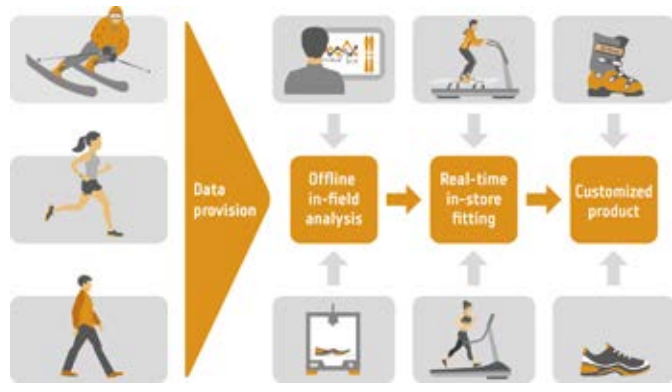 Data
provision
Offline
in-field
analysis
Real-time
in-store
fitting
Customized
product